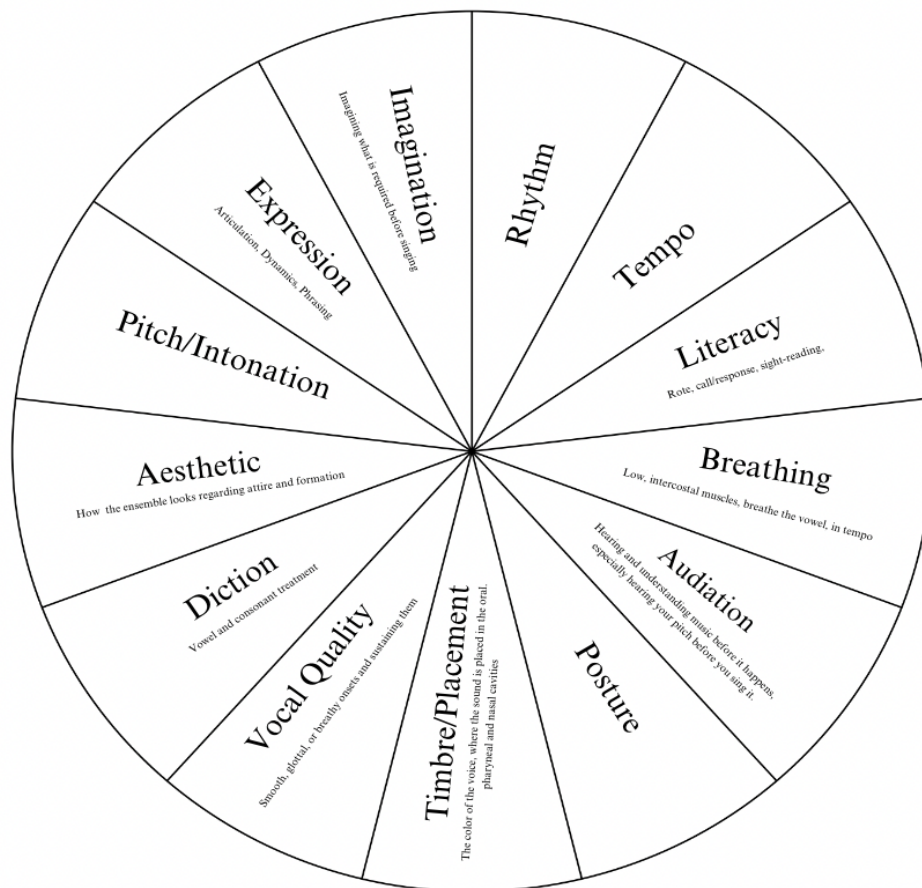 Rhythm
Tempo
Literacy
Rote, call/response, sight-reading,
Breathing
Low, intercostal muscles, breathe the vowel, in tempo
Audiation
Hearing and understanding music before it happens,
especially hearing your pitch before you sing it.
Posture
Timbre/Placement
The color of the voice, where the sound is placed in the oral,
pharyneal and nasal cavities
Vocal Quality
Smooth, glottal, or breathy onsets and sustaining them
Diction
Vowel and consonant treatment
Aesthetic
How the ensemble looks regarding attire and formation
Pitch/Intonation
Expression
Articulation, Dynamics, Phrasing
Imagination
Imagining what is required before singing